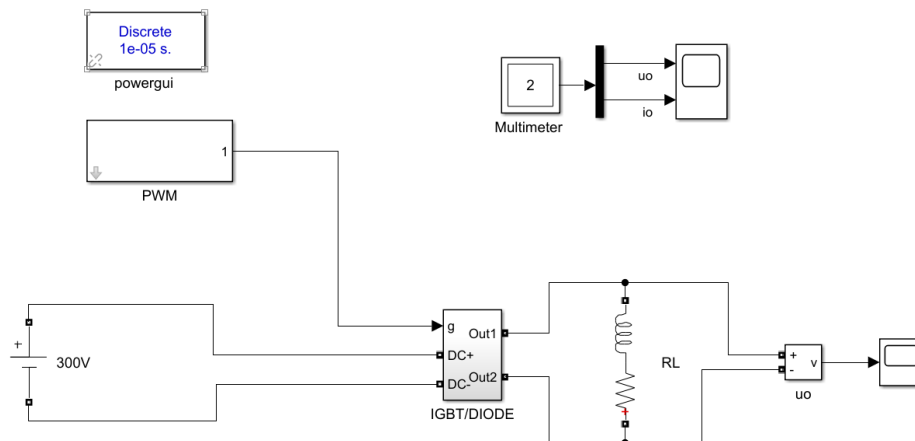 Discrete
1e-05 s.
powergui
2
Multimeter
uo
io
1
PWM
+
300V
g
DC+
DC-
Out1
Out2
IGBT/DIODE
RL
+
+
-
v
uo